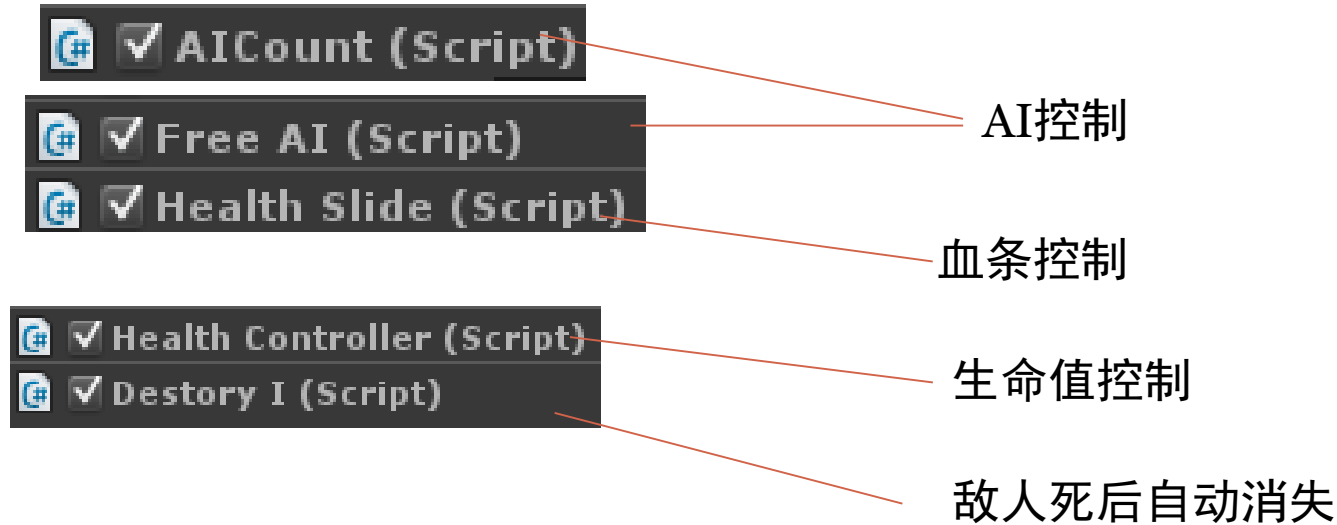 AICount (Script)
Free AI (Script)
AI控制
Health Slide (Script)
血条控制
Health Controller (Script)
生命值控制
Destory I (Script)
敌人死后自动消失